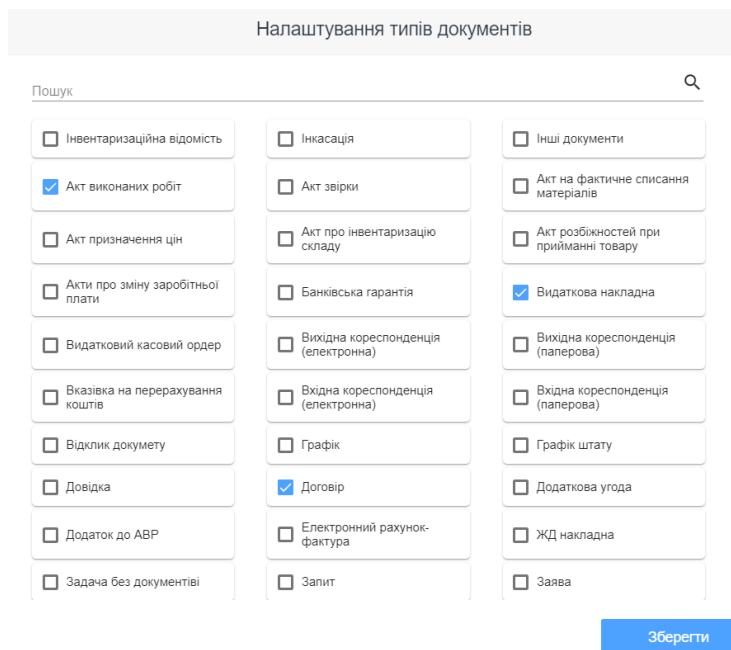 Налаштування типів документів
Пошук
Інвентаризаційна відомість
Інкасація
Інші документи
Акт виконаних робіт
Акт звірки
Акт на фактичне списання
матеріалів
Акт призначення цін
Акт про інвентаризацію
складу
Акт розбіжностей при
прийманні товару
Акти про зміну заробітньої
плати
Банківська гарантія
Видаткова накладна
Видатковий касовий ордер
Вихідна кореспонденція
(електронна)
Вихідна кореспонденція
(паперова)
Вказівка на перерахування
коштів
Вхідна кореспонденція
(електронна)
Вхідна кореспонденція
(паперова)
Відклик докумету
Графік
Графік штату
Довідка
Договір
Додаткова угода
Додаток до АВР
Електронний рахунок-
фактура
ЖД накладна
Задача без документіві
Запит
Заява
Зберегти